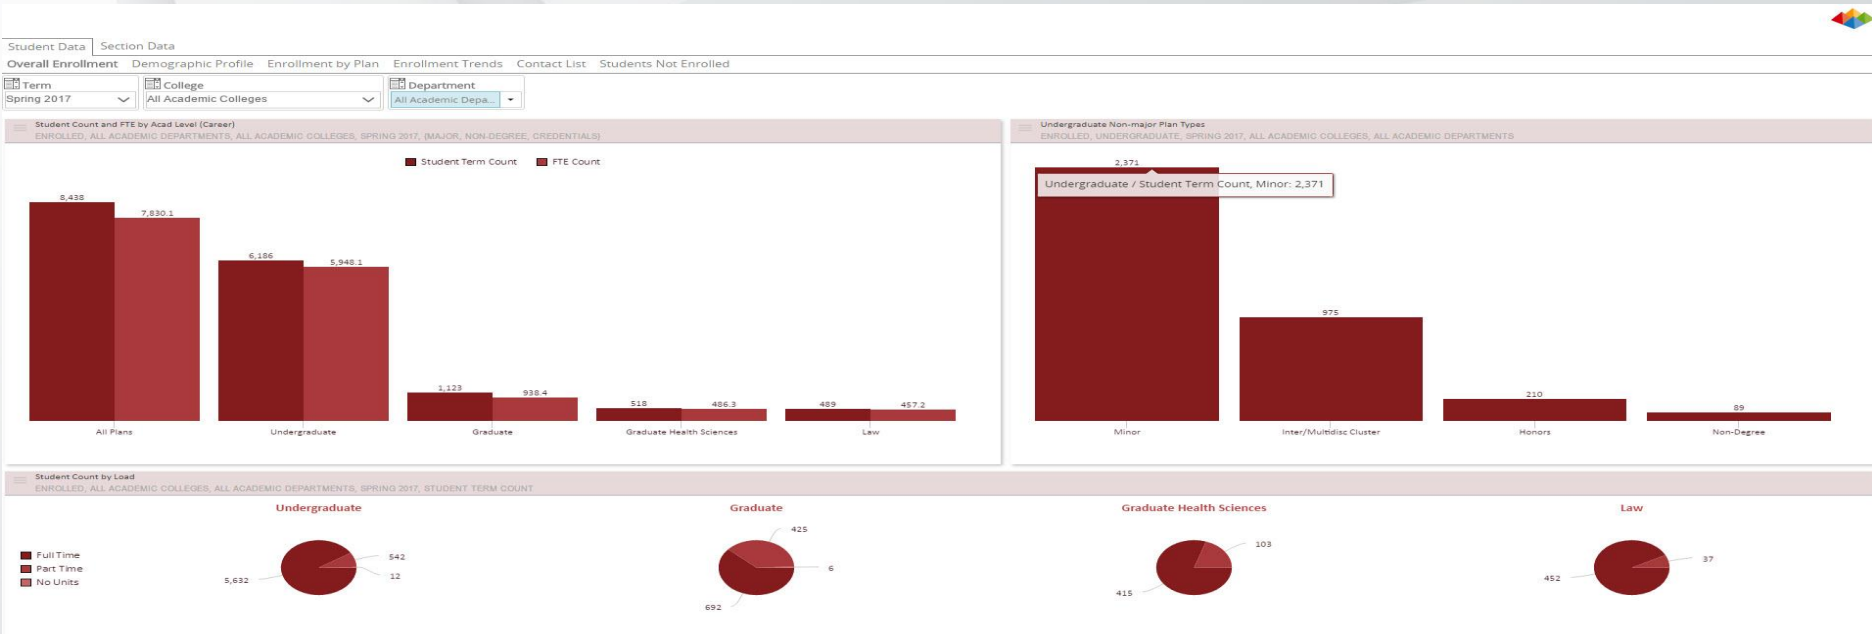 Student Data Section Data
Overall Enrollment Demographic Profile Enrollment by Plan Enrollment Trends Contact List Students Not Enrolled
Term College Department
Spring 2017 All Academic Colleges All Academic Depa...
Student Count and FTE by Acad Level (Career)
ENROLLED, ALL ACADEMIC DEPARTMENTS, ALL ACADEMIC COLLEGES, SPRING 2017, (MAJOR, NON-DEGREE, CREDENTIALS)
Student Term Count FTE Count
8,438 7,830.1
6,186 5,948.1
1,123 938.4
518 486.3 489 457.2
All Plans Undergraduate Graduate Graduate Health Sciences Law
Undergraduate Non-major Plan Types
ENROLLED, UNDERGRADUATE, SPRING 2017, ALL ACADEMIC COLLEGES, ALL ACADEMIC DEPARTMENTS
2,371
Undergraduate / Student Term Count, Minor: 2,371
975
210
89
Minor Inter/Multidisc Cluster Honors Non-Degree
Student Count by Load
ENROLLED, ALL ACADEMIC COLLEGES, ALL ACADEMIC DEPARTMENTS, SPRING 2017, STUDENT TERM COUNT
Full Time
Part Time
No Units
Undergraduate
542
12
5,632
Graduate
425
6
692
Graduate Health Sciences
103
415
Law
37
452